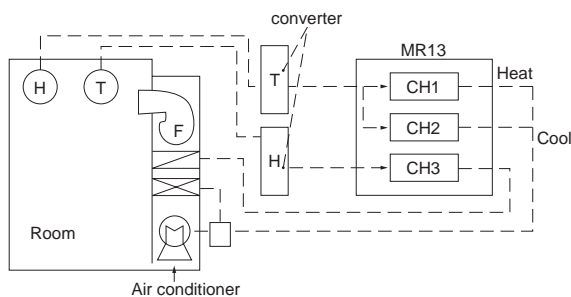 converter
MR13
H
T
T
CH1
Heat
F
CH2
Cool
H
CH3
Room
M
Air conditioner